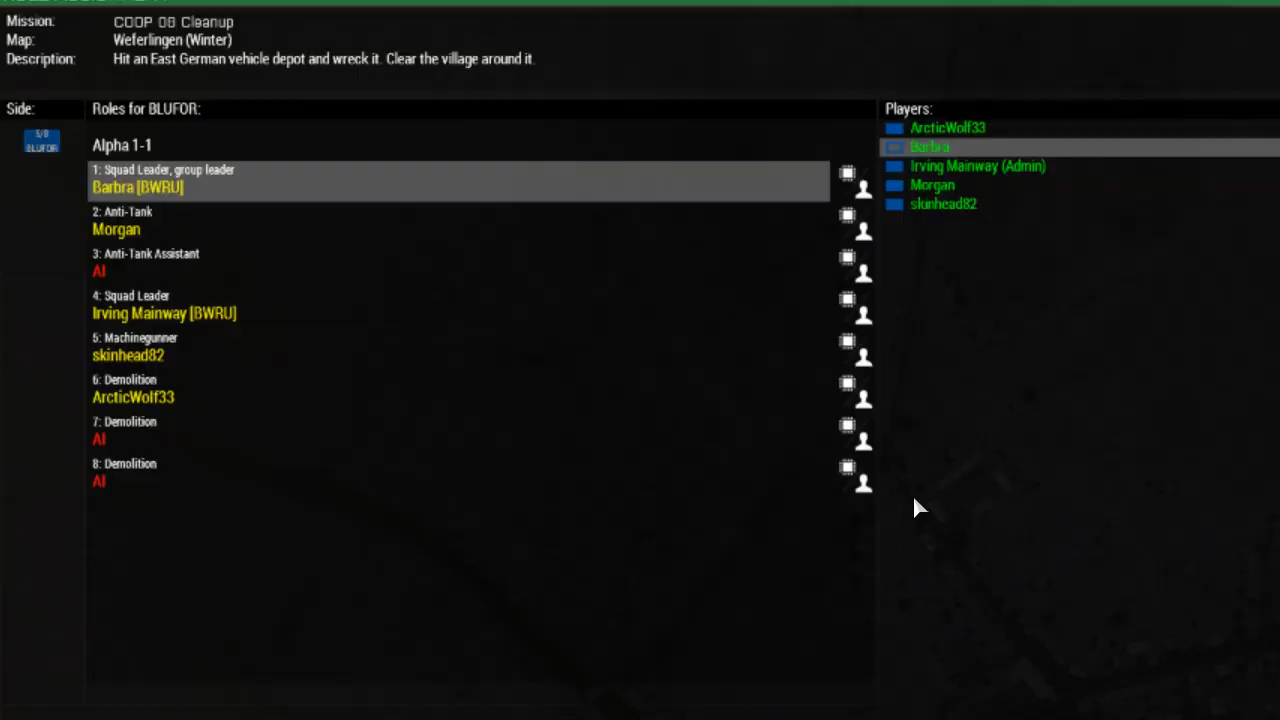 Mission: COOP 08 Cleanup
Map: Weferlingen (Winter)
Description: Hit an East German vehicle depot and wreck it. Clear the village around it.
Side: Roles for BLUFOR: Players:
5/8
BLUFOR
Alpha 1-1
1: Squad Leader, group leader
Barbra [BWRU]
2: Anti-Tank
Morgan
3: Anti-Tank Assistant
AI
4: Squad Leader
Irving Mainway [BWRU]
5: Machinegunner
skinhead82
6: Demolition
ArcticWolf33
7: Demolition
AI
8: Demolition
AI
ArcticWolf33
Barbra
Irving Mainway (Admin)
Morgan
skinhead82